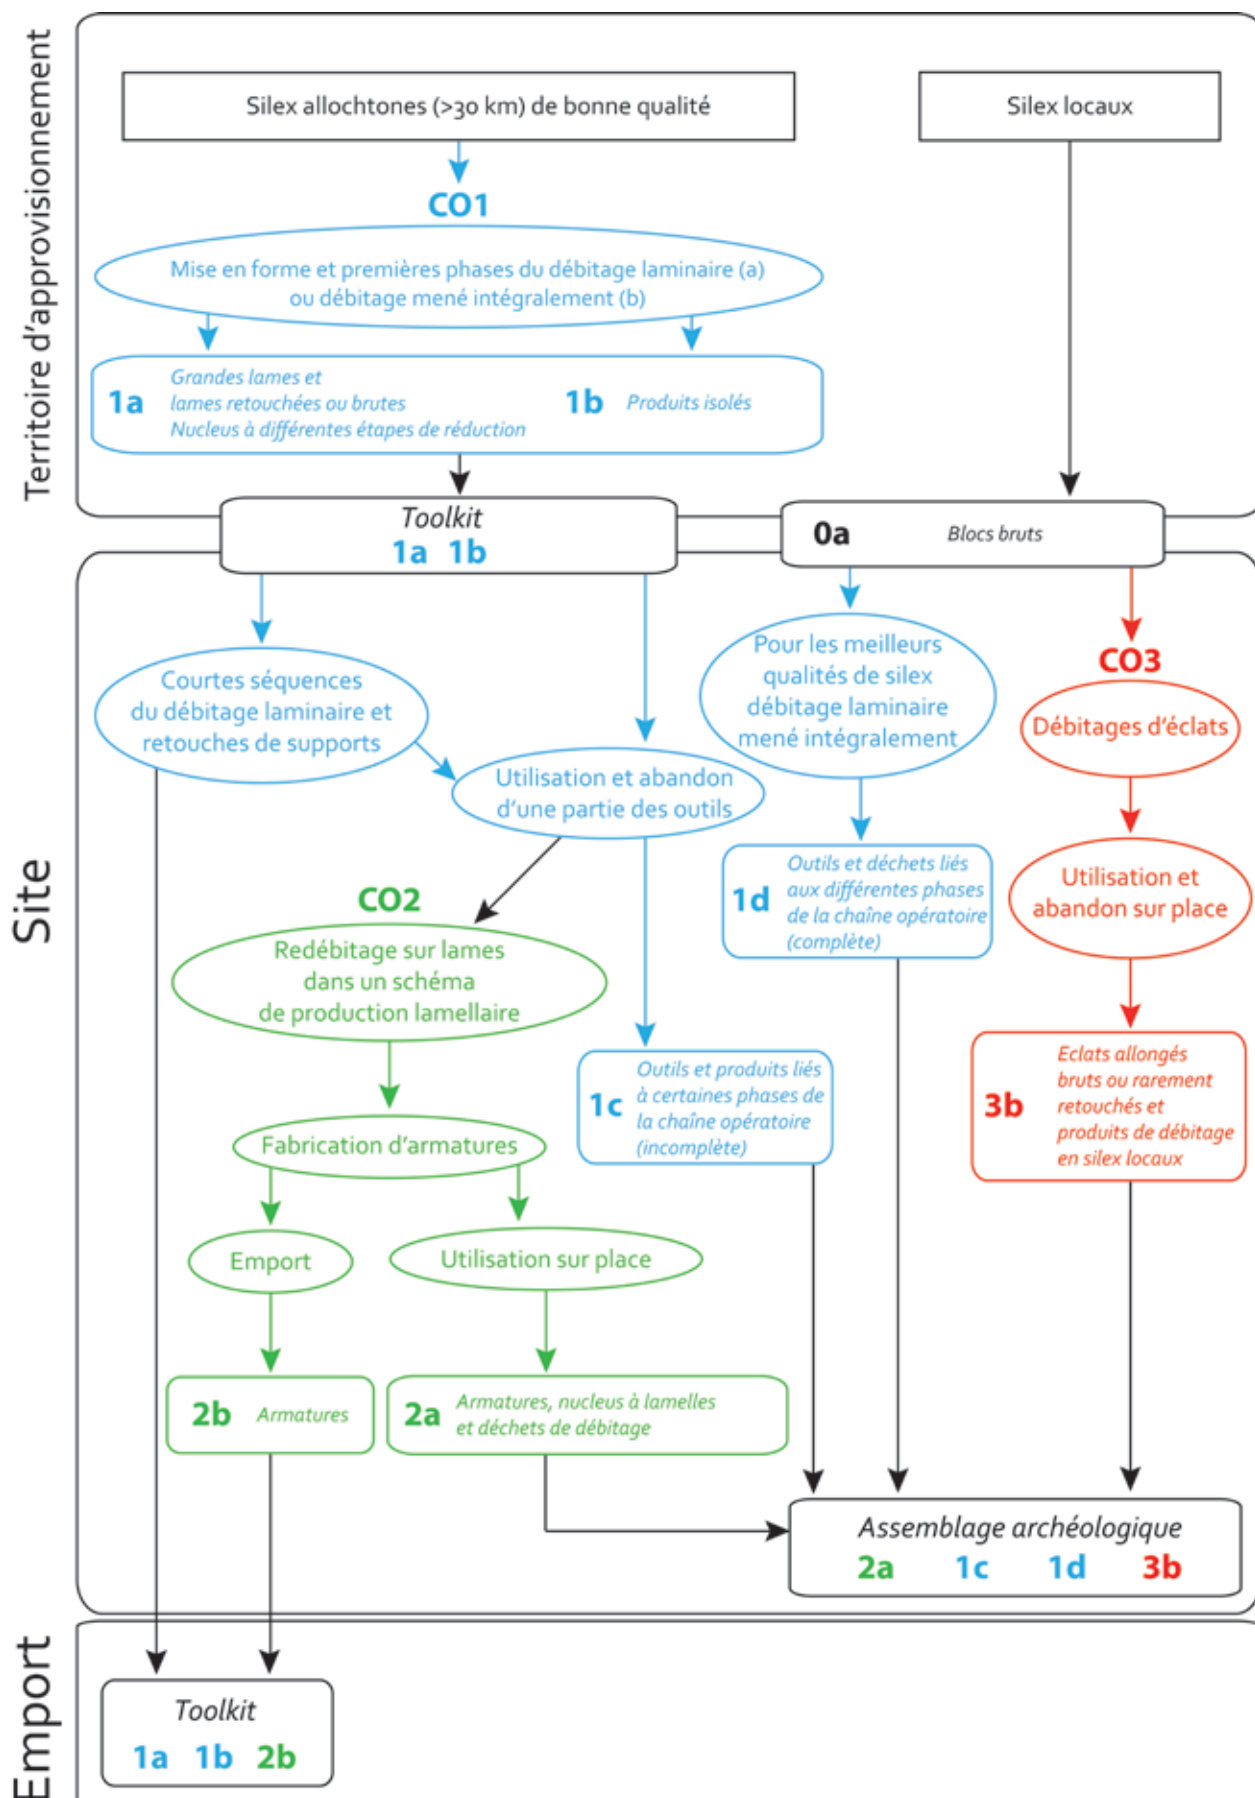 Territoire d'approvisionnement
Silex allochtones (>30 km) de bonne qualité
Silex locaux
CO1
Mise en forme et premières phases du débitage laminaire (a)
ou débitage mené intégralement (b)
1a
Grandes lames et
lames retouchées ou brutes
Nucleus à différentes étapes de réduction
1b
Produits isolés
Toolkit
1a 1b
0a
Blocs bruts
Site
Courtes séquences
du débitage laminaire et
retouches de supports
Utilisation et abandon
d'une partie des outils
Pour les meilleurs
qualités de silex
débitage laminaire
mené intégralement
CO3
Débitages d'éclats
1d
Outils et déchets liés
aux différentes phases
de la chaîne opératoire
(complète)
Utilisation et
abandon sur place
CO2
Redébitage sur lames
dans un schéma
de production lamellaire
1c
Outils et produits liés
à certaines phases de
la chaîne opératoire
(incomplète)
3b
Eclats allongés
bruts ou rarement
retouchés et
produits de débitage
en silex locaux
Fabrication d'armatures
Emport
Utilisation sur place
2b
Armatures
2a
Armatures, nucleus à lamelles
et déchets de débitage
Assemblage archéologique
2a 1c 1d 3b
Emport
Toolkit
1a 1b 2b